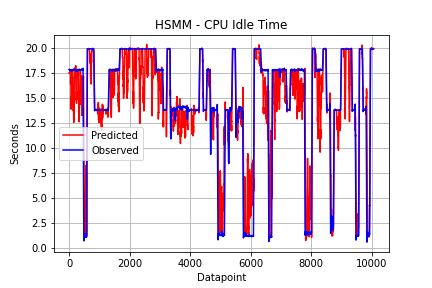 HSMM - CPU Idle Time
20.0
17.5
15.0
12.5
10.0
7.5
5.0
2.5
0.0
Seconds
Predicted
Observed
0 2000 4000 6000 8000 10000
Datapoint